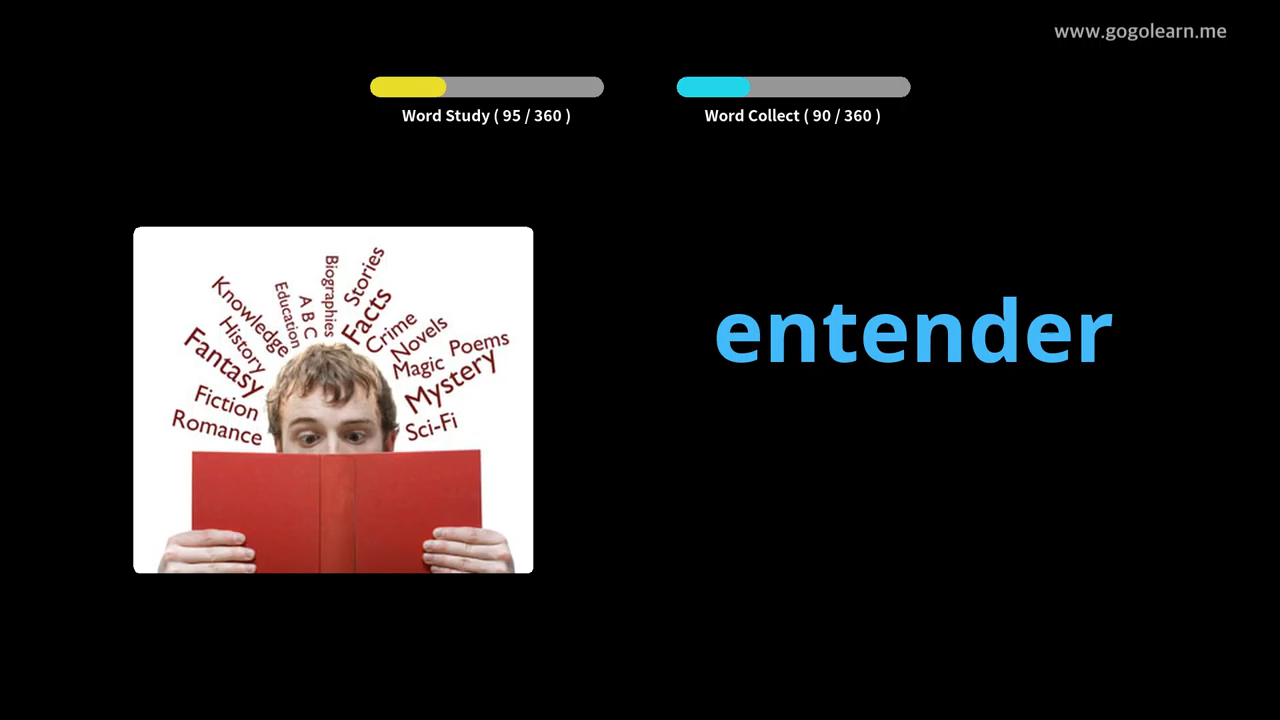 www.gogolearn.me
Word Study ( 95 / 360 )
Word Collect ( 90 / 360 )
entender
Romance
Fiction
Fantasy
History
Knowledge
Education
A B C
Biographies
Stories
Facts
Crime
Novels
Magic
Poems
Mystery
Sci-Fi